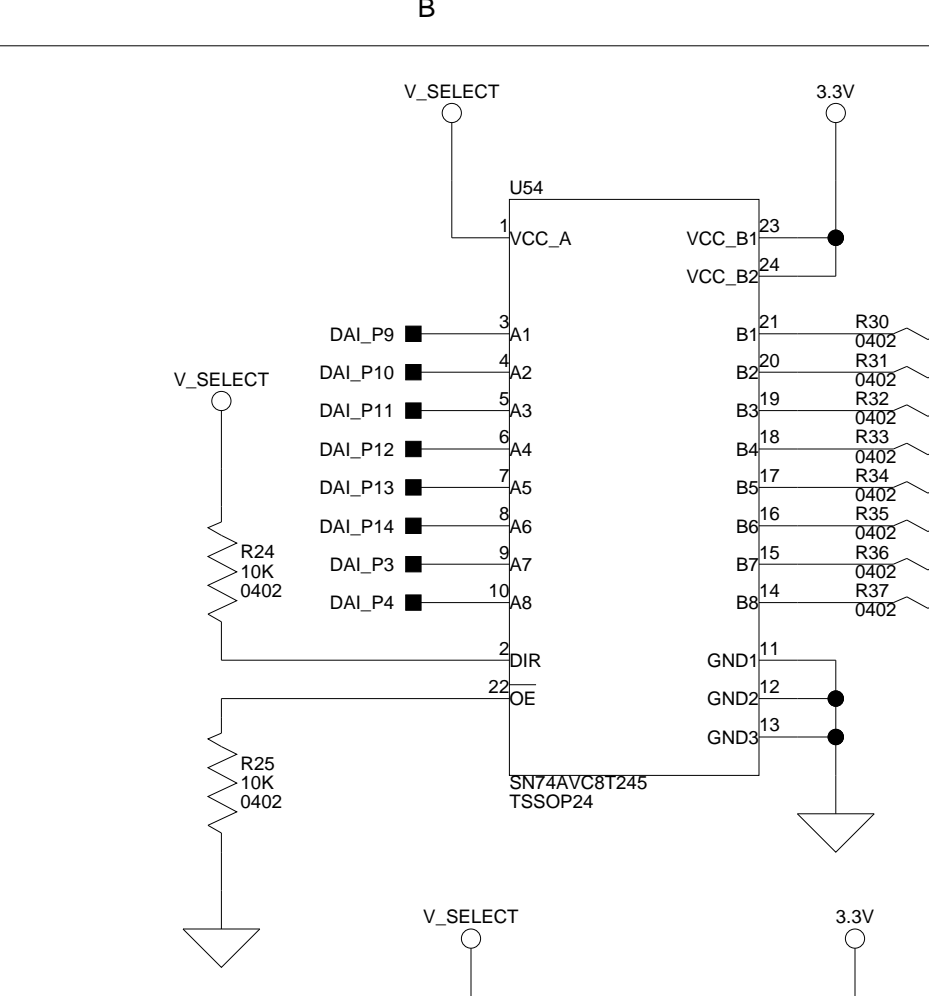 B
V_SELECT
3.3V
U54
1
VCC_A
VCC_B1
23
VCC_B2
24
DAI_P9
3
A1
B1
21
R30
0402
DAI_P10
4
A2
B2
20
R31
0402
DAI_P11
5
A3
B3
19
R32
0402
DAI_P12
6
A4
B4
18
R33
0402
DAI_P13
7
A5
B5
17
R34
0402
DAI_P14
8
A6
B6
16
R35
0402
DAI_P3
9
A7
B7
15
R36
0402
DAI_P4
10
A8
B8
14
R37
0402
V_SELECT
R24
10K
0402
2
DIR
GND1
11
22
OE
GND2
12
GND3
13
R25
10K
0402
SN74AVC8T245
TSSOP24
V_SELECT
3.3V